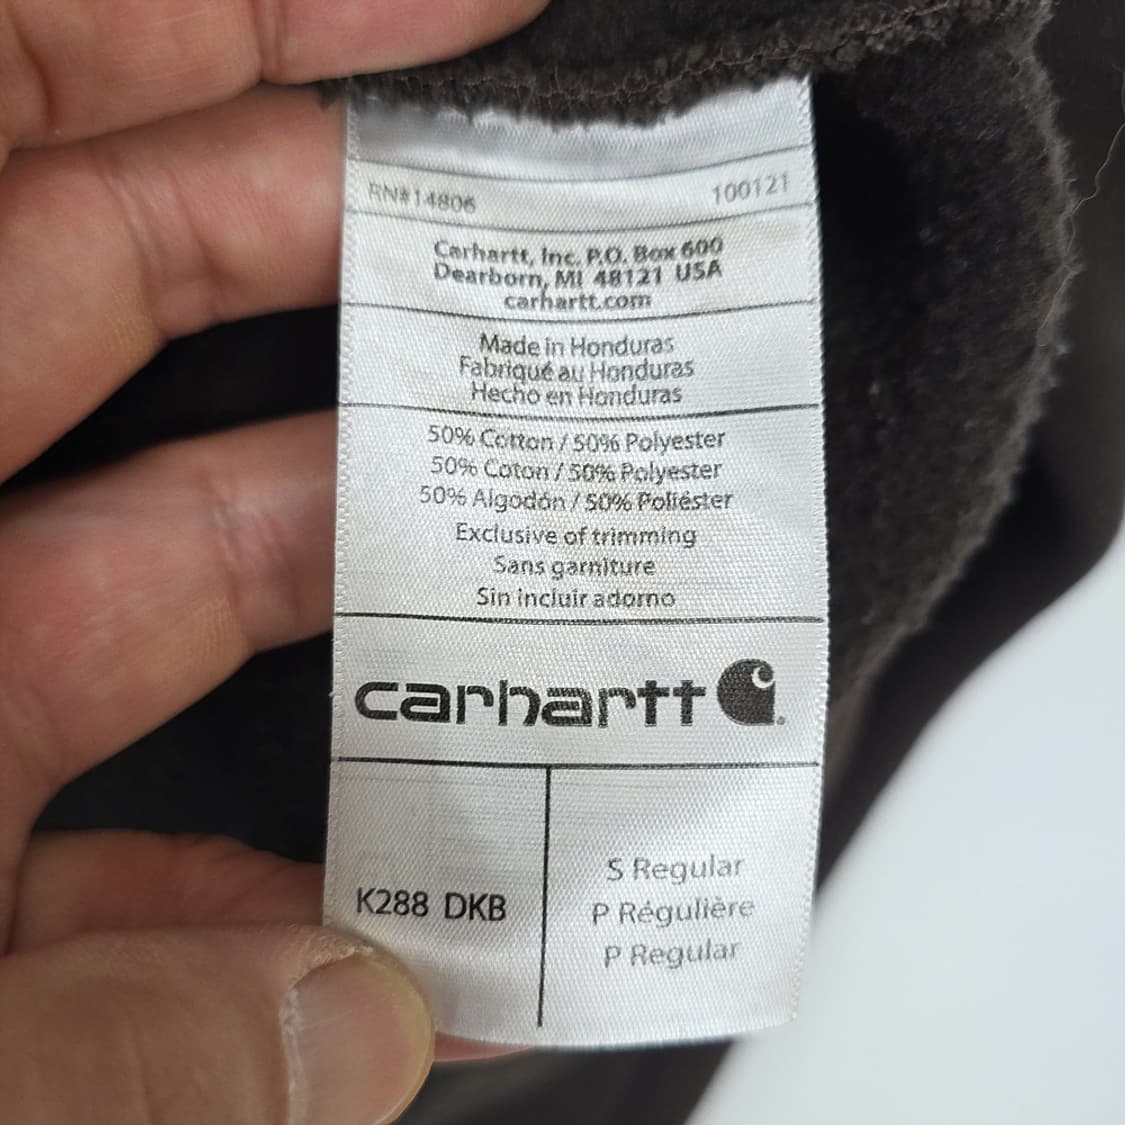 RN#14806 100121
Carhartt, Inc. P.O. Box 600
Dearborn, MI 48121 USA
carhartt.com
Made in Honduras
Fabriqué au Honduras
Hecho en Honduras
50% Cotton / 50% Polyester
50% Coton / 50% Polyester
50% Algodón / 50% Poliéster
Exclusive of trimming
Sans garniture
Sin incluir adorno
carhartt
K288 DKB
S Regular
P Régulière
P Regular